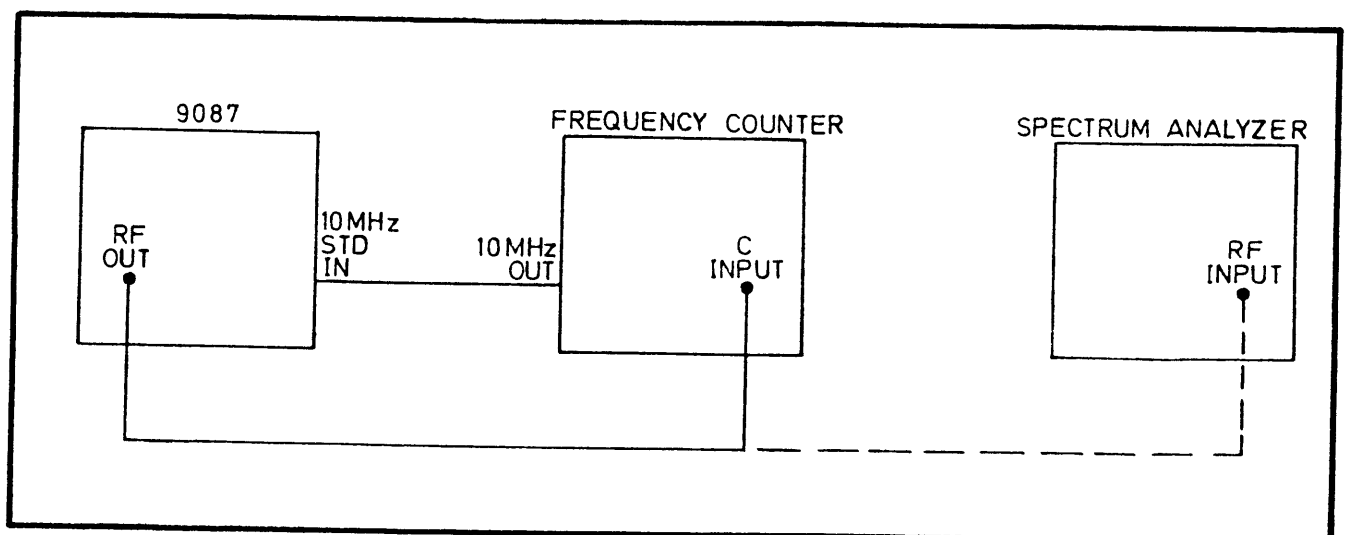 9087
FREQUENCY COUNTER
SPECTRUM ANALYZER
RF
OUT
10MHz
STD
IN
10MHz
OUT
C
INPUT
RF
INPUT